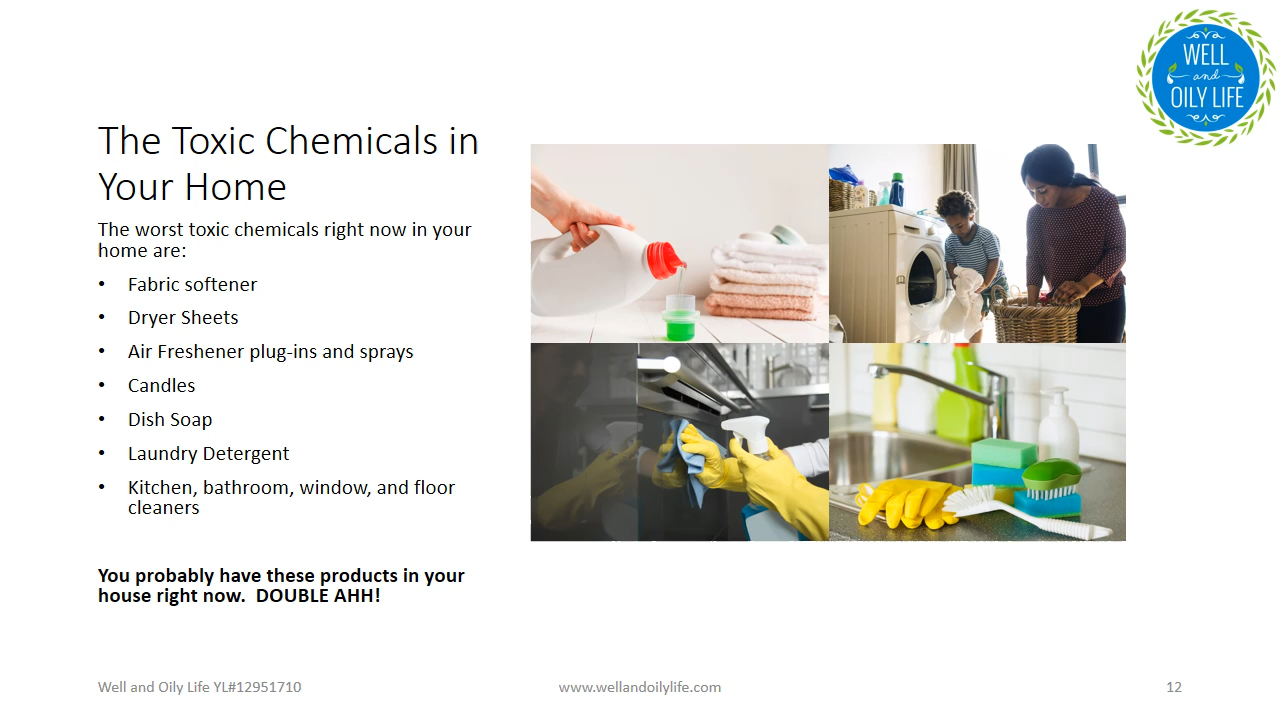 WELL
and
OILY LIFE
The Toxic Chemicals in
Your Home
The worst toxic chemicals right now in your
home are:
• Fabric softener
• Dryer Sheets
• Air Freshener plug-ins and sprays
• Candles
• Dish Soap
• Laundry Detergent
• Kitchen, bathroom, window, and floor
cleaners
You probably have these products in your
house right now.  DOUBLE AHH!
Well and Oily Life YL#12951710
www.wellandoilylife.com
12